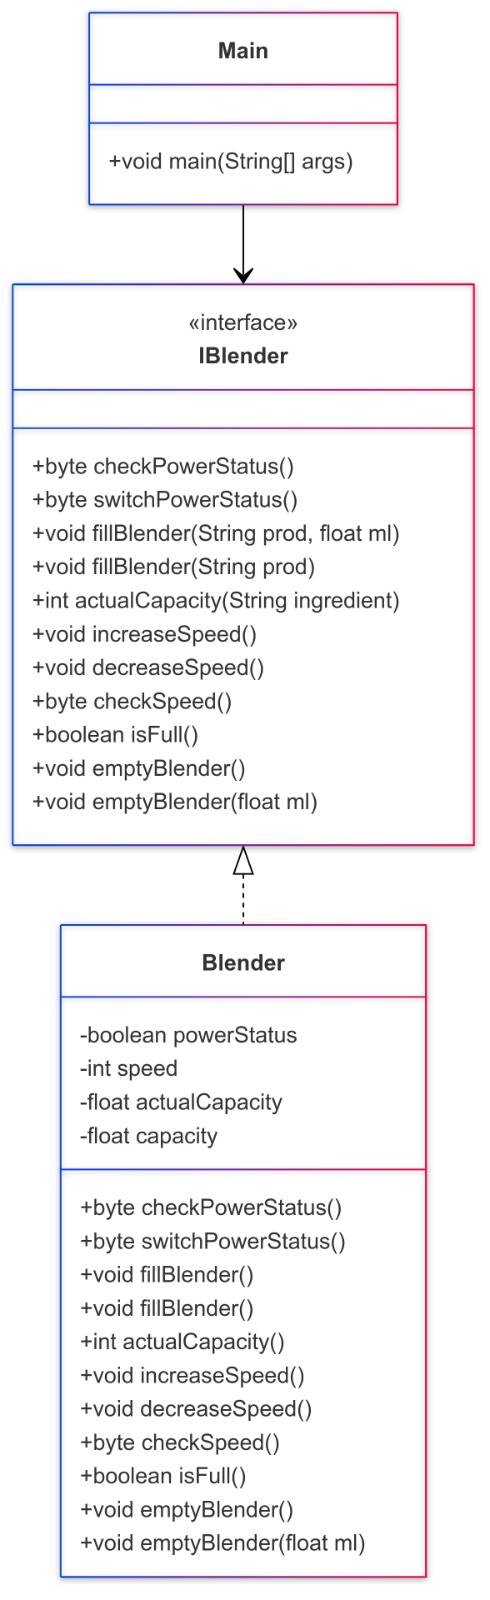 Main
+void main(String[] args)
«interface»
IBlender
+byte checkPowerStatus()
+byte switchPowerStatus()
+void fillBlender(String prod, float ml)
+void fillBlender(String prod)
+int actualCapacity(String ingredient)
+void increaseSpeed()
+void decreaseSpeed()
+byte checkSpeed()
+boolean isFull()
+void emptyBlender()
+void emptyBlender(float ml)
Blender
-boolean powerStatus
-int speed
-float actualCapacity
-float capacity
+byte checkPowerStatus()
+byte switchPowerStatus()
+void fillBlender()
+void fillBlender()
+int actualCapacity()
+void increaseSpeed()
+void decreaseSpeed()
+byte checkSpeed()
+boolean isFull()
+void emptyBlender()
+void emptyBlender(float ml)